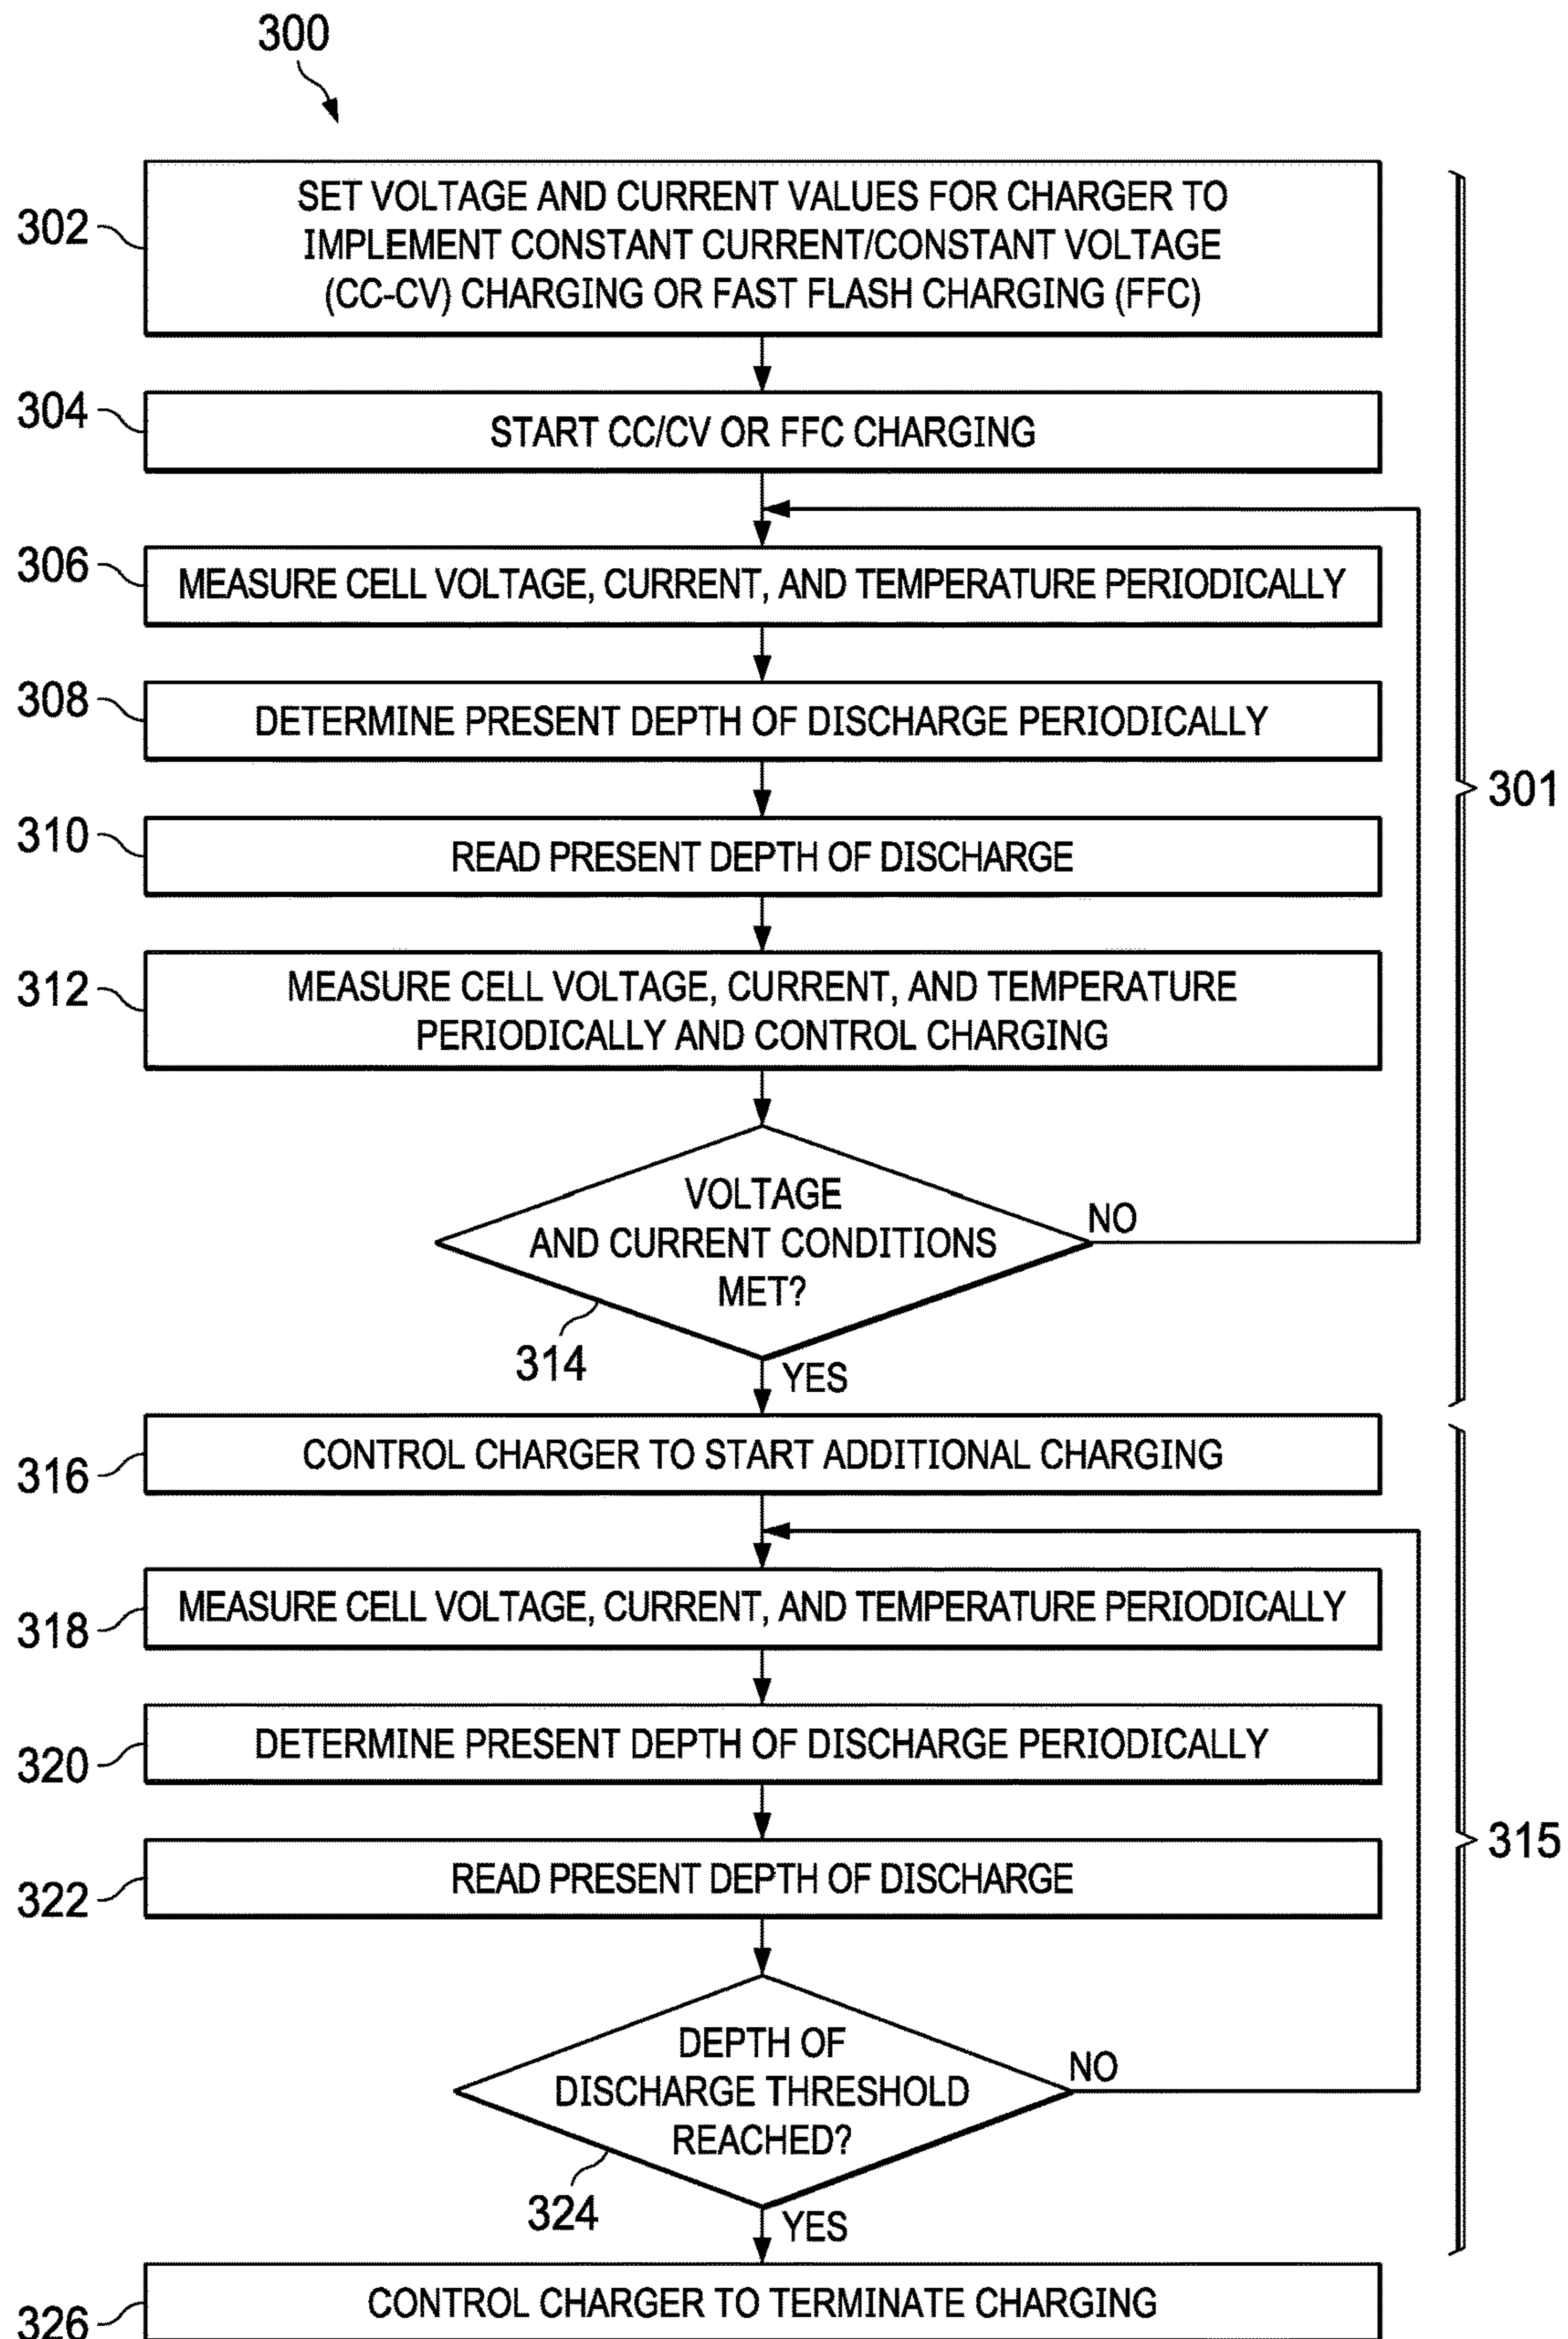 300
302
SET VOLTAGE AND CURRENT VALUES FOR CHARGER TO
IMPLEMENT CONSTANT CURRENT/CONSTANT VOLTAGE
(CC-CV) CHARGING OR FAST FLASH CHARGING (FFC)
304
START CC/CV OR FFC CHARGING
306
MEASURE CELL VOLTAGE, CURRENT, AND TEMPERATURE PERIODICALLY
308
DETERMINE PRESENT DEPTH OF DISCHARGE PERIODICALLY
301
310
READ PRESENT DEPTH OF DISCHARGE
312
MEASURE CELL VOLTAGE, CURRENT, AND TEMPERATURE
PERIODICALLY AND CONTROL CHARGING
VOLTAGE
AND CURRENT CONDITIONS
MET?
NO
314
YES
316
CONTROL CHARGER TO START ADDITIONAL CHARGING
318
MEASURE CELL VOLTAGE, CURRENT, AND TEMPERATURE PERIODICALLY
320
DETERMINE PRESENT DEPTH OF DISCHARGE PERIODICALLY
315
322
READ PRESENT DEPTH OF DISCHARGE
DEPTH OF
DISCHARGE THRESHOLD
REACHED?
NO
324
YES
326
CONTROL CHARGER TO TERMINATE CHARGING